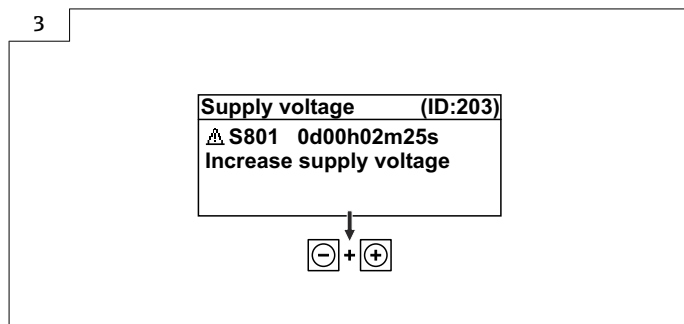 3
Supply voltage (ID:203)
⚠ S801 0d00h02m25s
Increase supply voltage
- + +